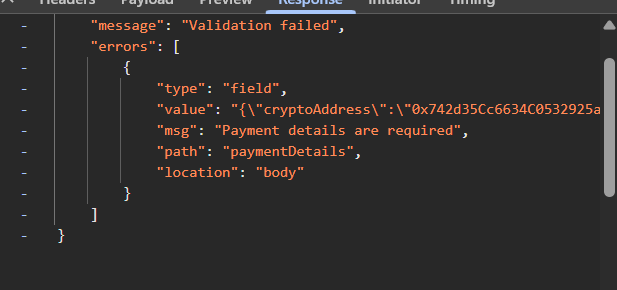 Headers Payload Preview Response Initiator Timing
"message": "Validation failed",
"errors": [
{
"type": "field",
"value": "{\"cryptoAddress\":\"0x742d35Cc6634C0532925a
"msg": "Payment details are required",
"path": "paymentDetails",
"location": "body"
}
]
}